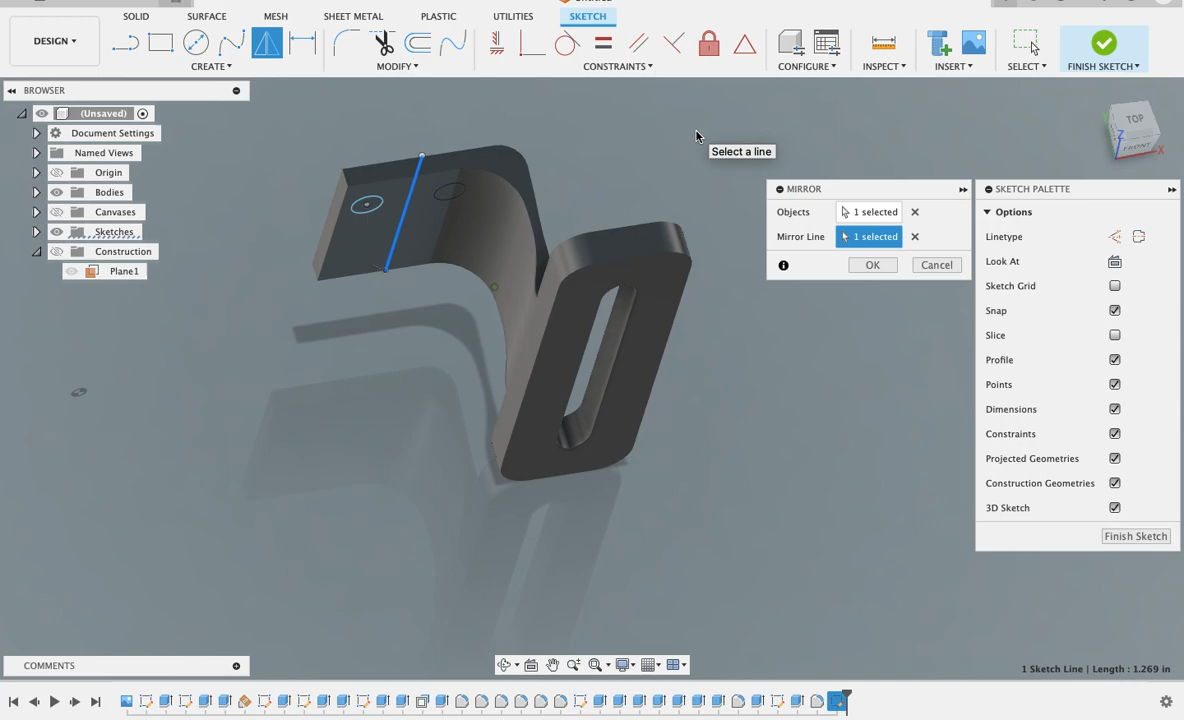 SOLID SURFACE MESH SHEET METAL PLASTIC UTILITIES SKETCH
DESIGN
CREATE MODIFY CONSTRAINTS CONFIGURE INSPECT INSERT SELECT FINISH SKETCH
BROWSER
(Unsaved)
Document Settings
Named Views
Origin
Bodies
Canvases
Sketches
Construction
Plane1
Select a line
TOP
FRONT
Z
X
MIRROR
Objects 1 selected
Mirror Line 1 selected
OK Cancel
SKETCH PALETTE
Options
Linetype
Look At
Sketch Grid
Snap
Slice
Profile
Points
Dimensions
Constraints
Projected Geometries
Construction Geometries
3D Sketch
Finish Sketch
COMMENTS
1 Sketch Line | Length : 1.269 in